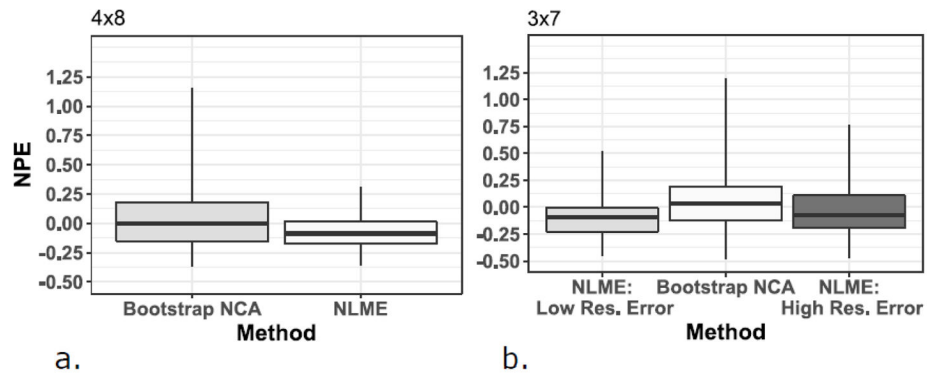 4x8
NPE
1.25
1.00
0.75
0.50
0.25
0.00
-0.25
-0.50
Bootstrap NCA NLME
Method
a.
3x7
1.25
1.00
0.75
0.50
0.25
0.00
-0.25
-0.50
NLME: Bootstrap NCA NLME:
Low Res. Error High Res. Error
Method
b.